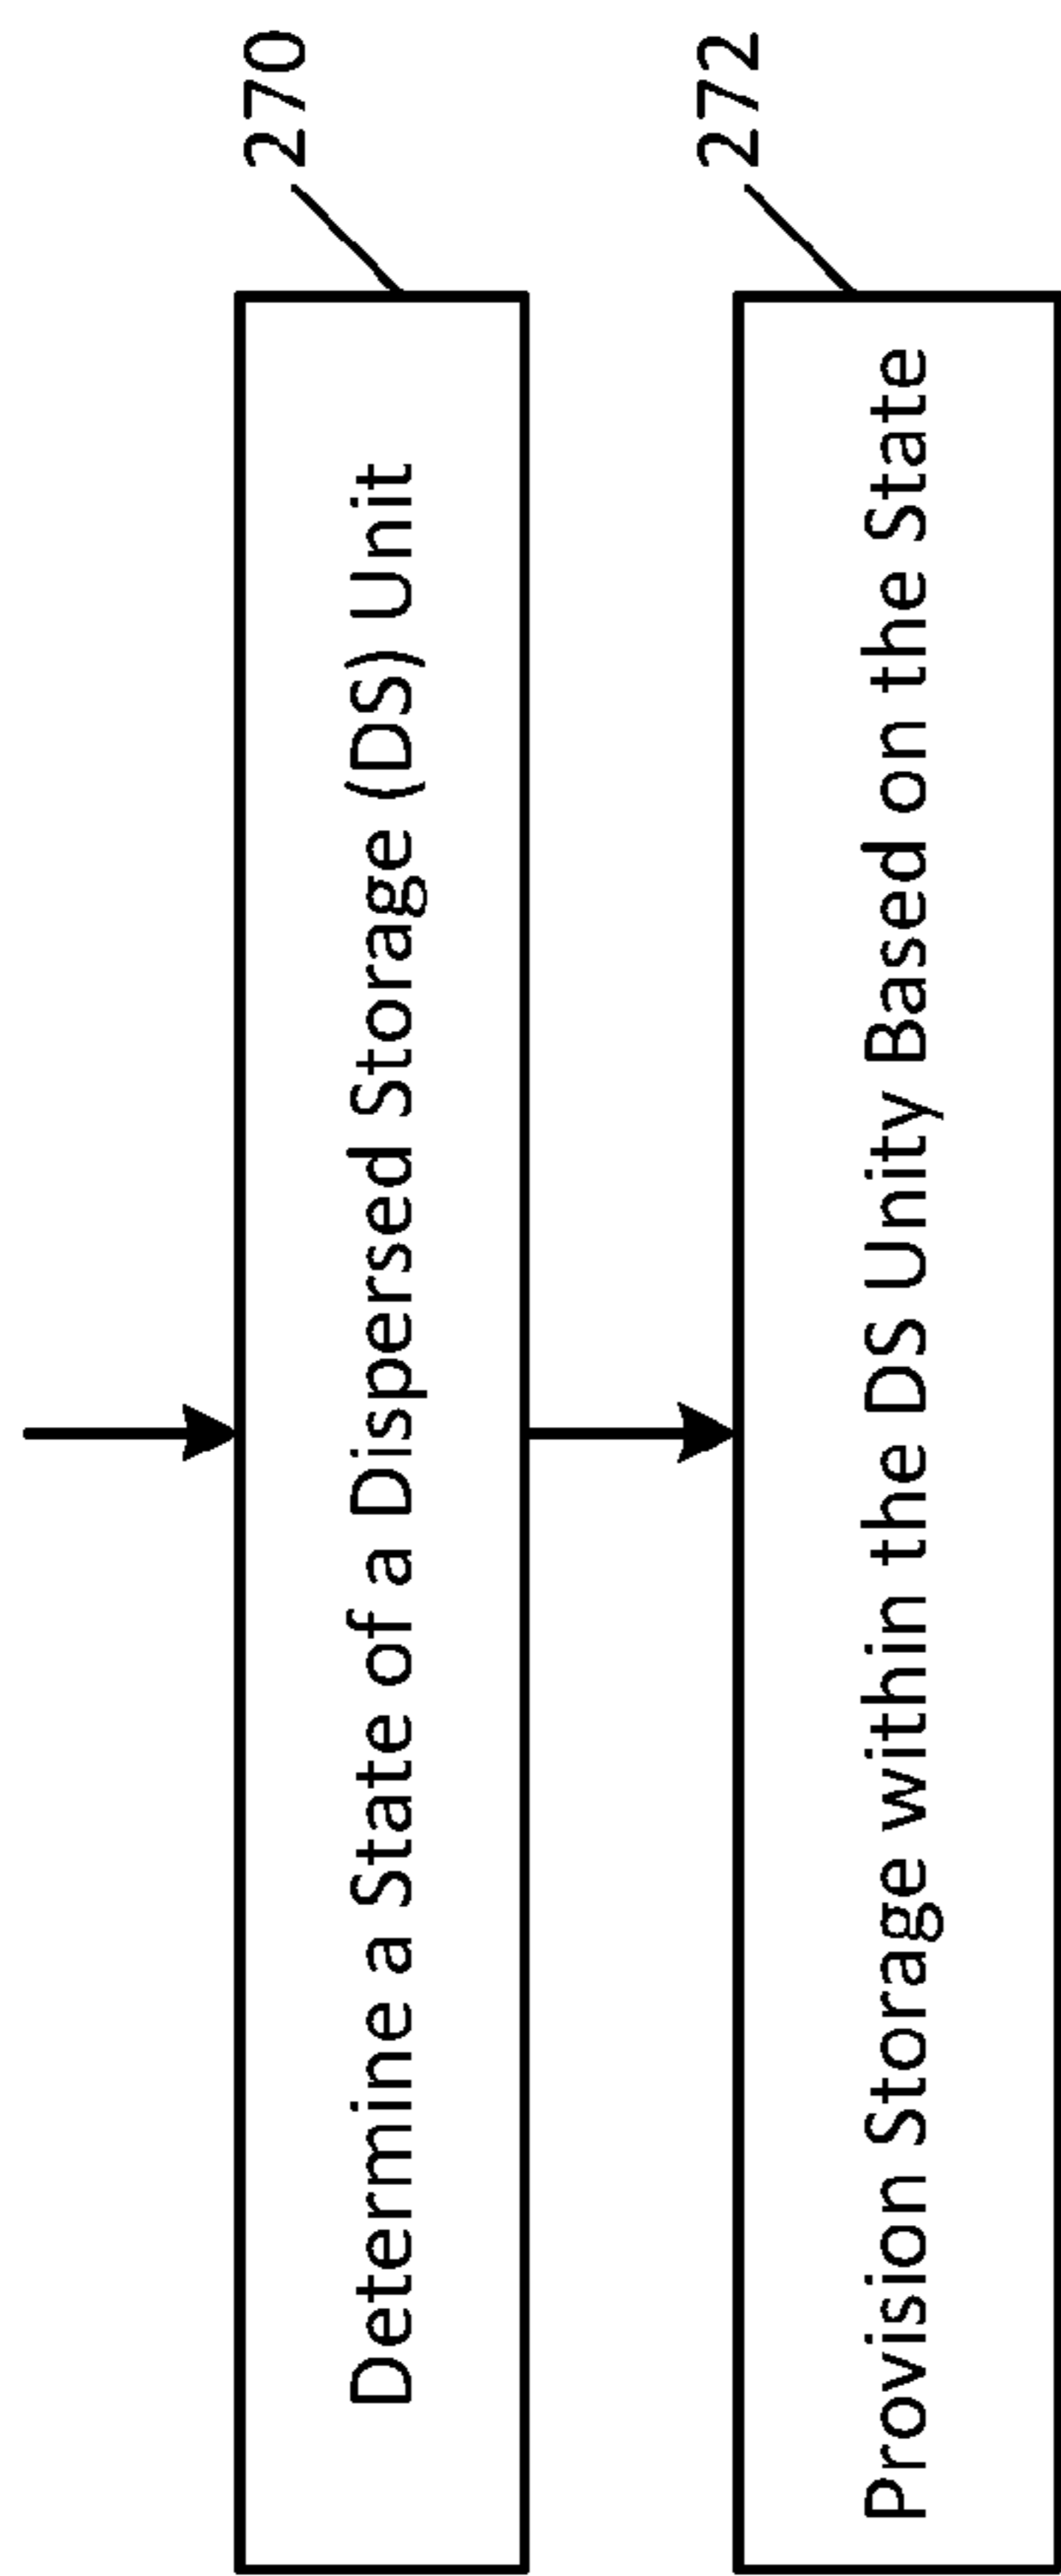 270
Determine a State of a Dispersed Storage (DS) Unit
272
Provision Storage within the DS Unity Based on the State